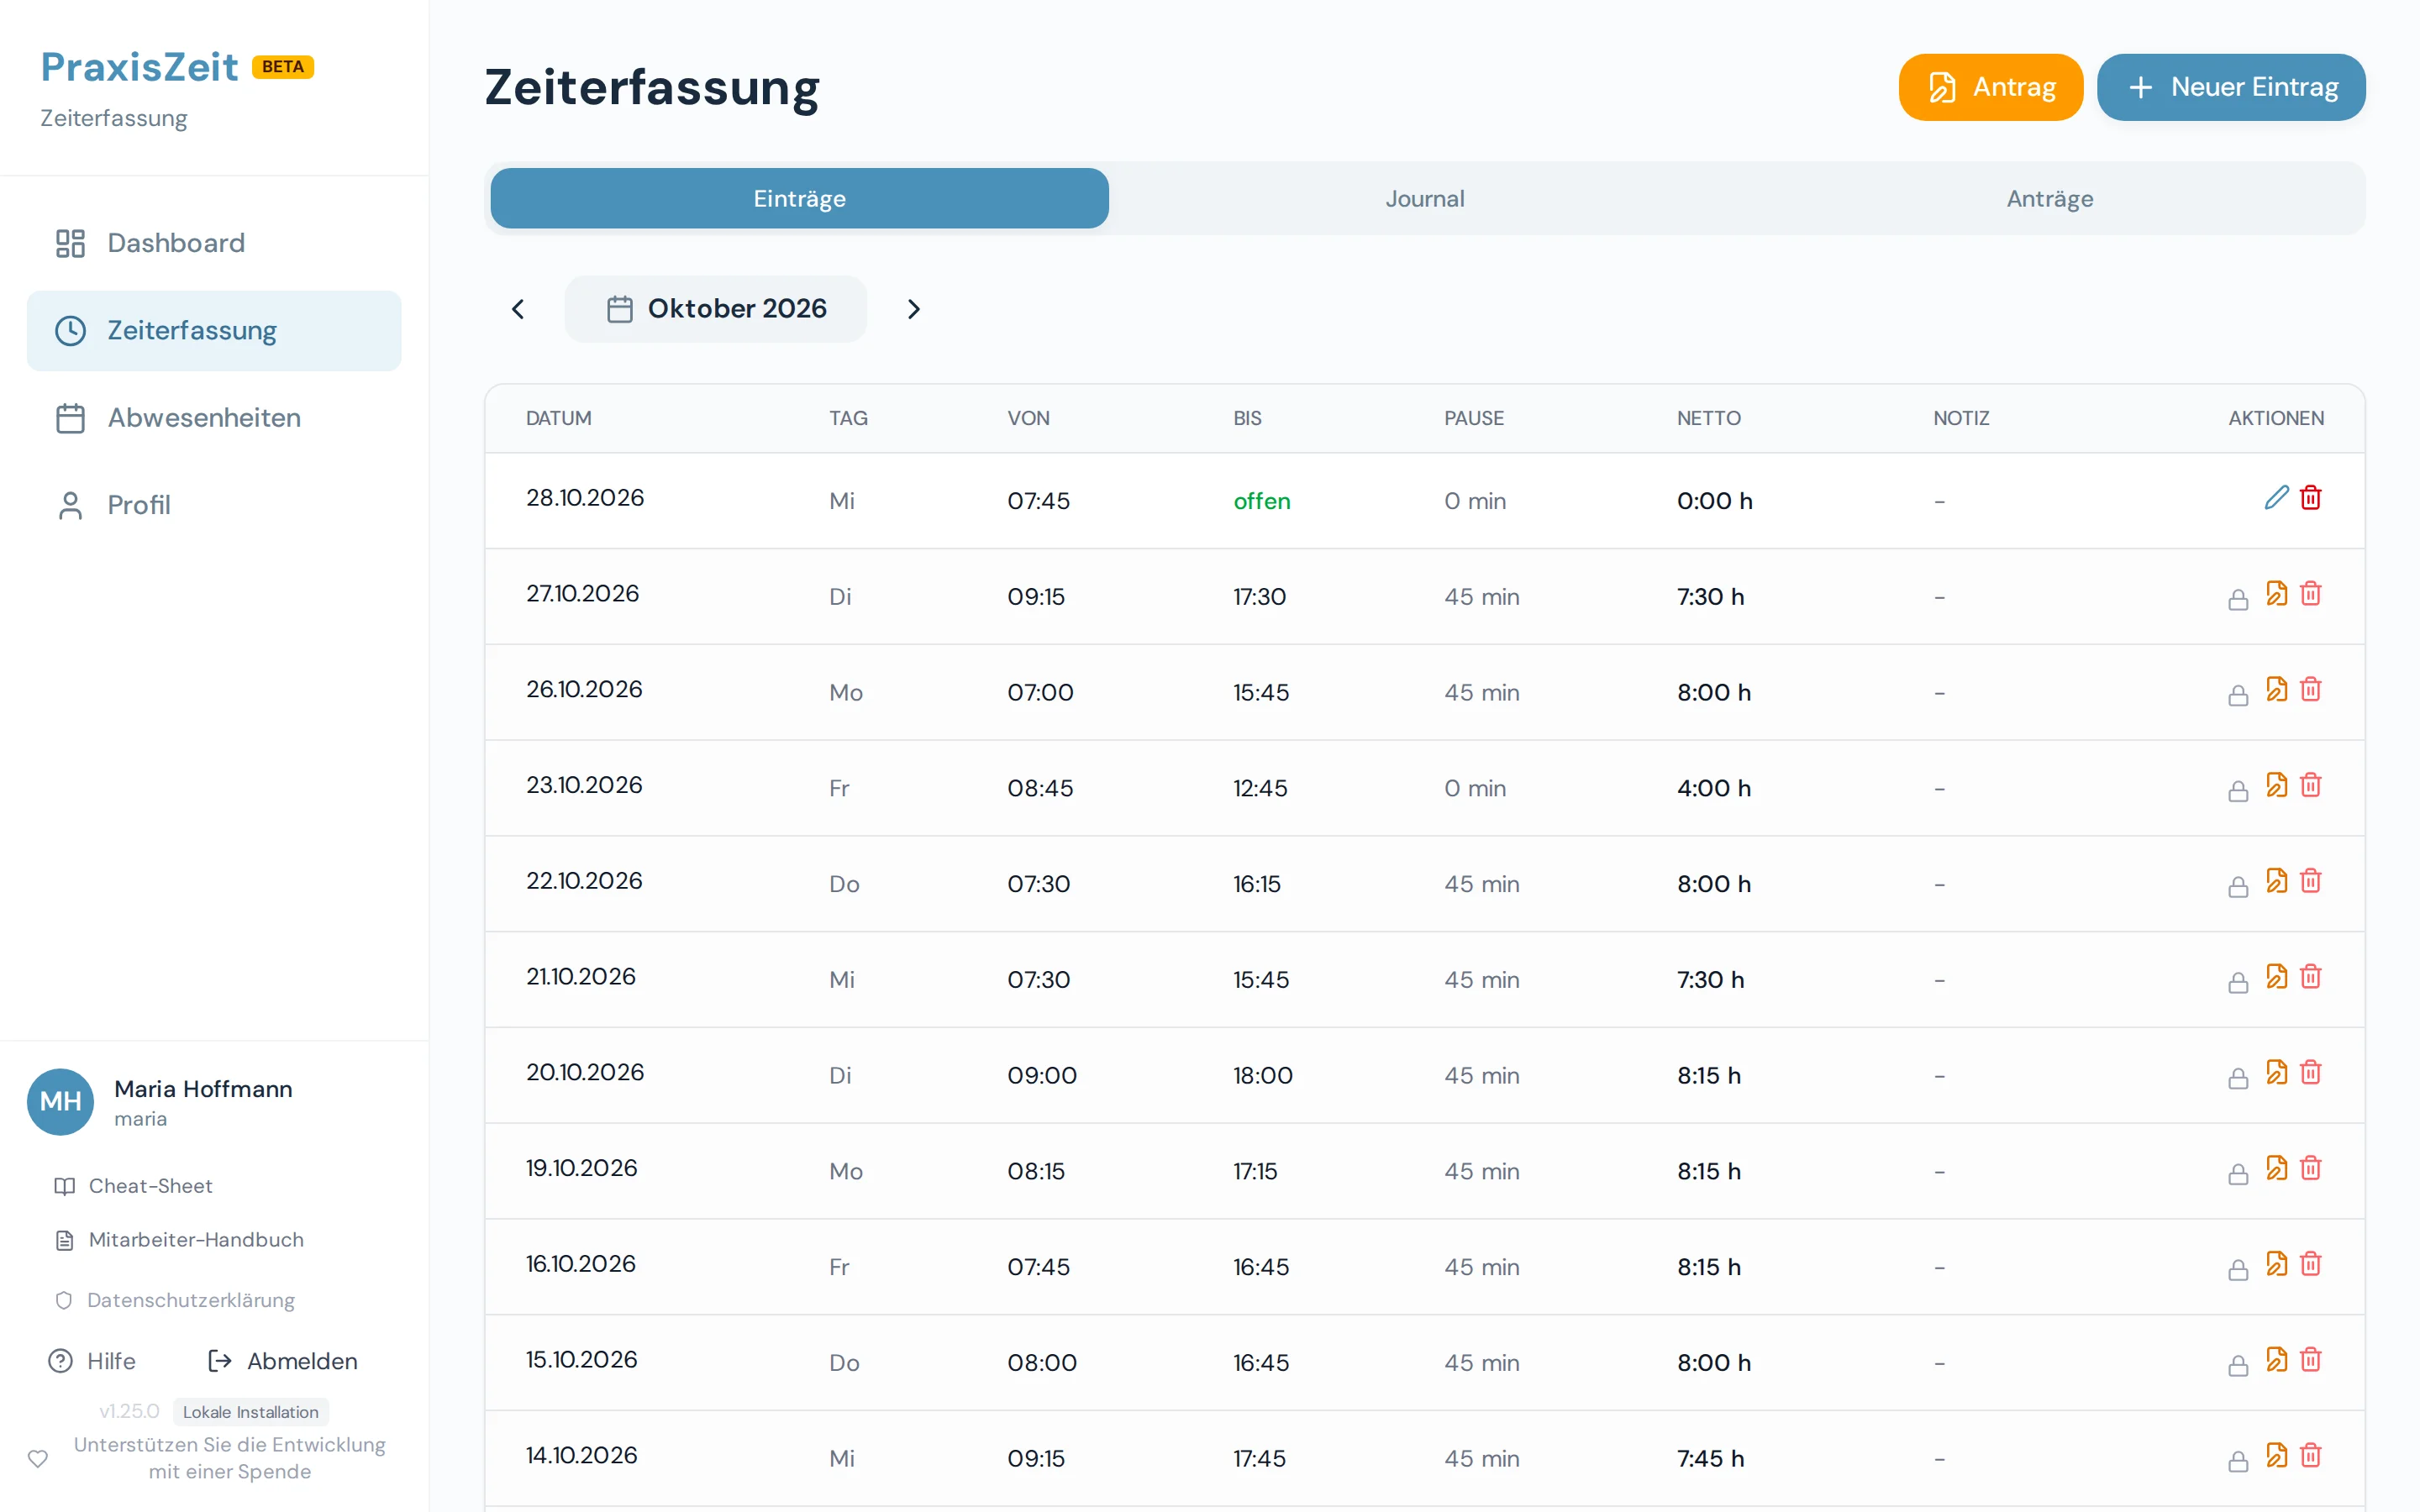 PraxisZeit BETA
Zeiterfassung
Dashboard
Zeiterfassung
Abwesenheiten
Profil
MH Maria Hoffmann
maria
Cheat-Sheet
Mitarbeiter-Handbuch
Datenschutzerklärung
Hilfe Abmelden
v1.25.0 Lokale Installation
Unterstützen Sie die Entwicklung
mit einer Spende
Zeiterfassung
Antrag Neuer Eintrag
Einträge Journal Anträge
Oktober 2026
DATUM TAG VON BIS PAUSE NETTO NOTIZ AKTIONEN
28.10.2026 Mi 07:45 offen 0 min 0:00 h -
27.10.2026 Di 09:15 17:30 45 min 7:30 h -
26.10.2026 Mo 07:00 15:45 45 min 8:00 h -
23.10.2026 Fr 08:45 12:45 0 min 4:00 h -
22.10.2026 Do 07:30 16:15 45 min 8:00 h -
21.10.2026 Mi 07:30 15:45 45 min 7:30 h -
20.10.2026 Di 09:00 18:00 45 min 8:15 h -
19.10.2026 Mo 08:15 17:15 45 min 8:15 h -
16.10.2026 Fr 07:45 16:45 45 min 8:15 h -
15.10.2026 Do 08:00 16:45 45 min 8:00 h -
14.10.2026 Mi 09:15 17:45 45 min 7:45 h -